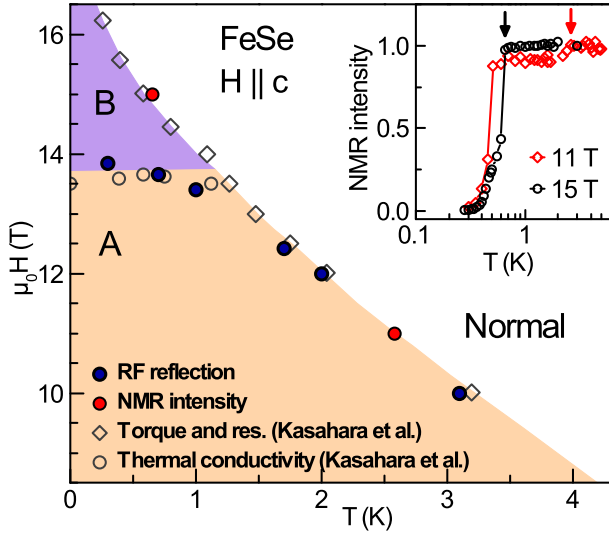 16
14
12
10
μ₀H (T)
0
1
2
3
4
T (K)
FeSe
H || c
B
A
Normal
RF reflection
NMR intensity
Torque and res. (Kasahara et al.)
Thermal conductivity (Kasahara et al.)
NMR intensity
1.0
0.5
0.0
0.1
1
T (K)
11 T
15 T